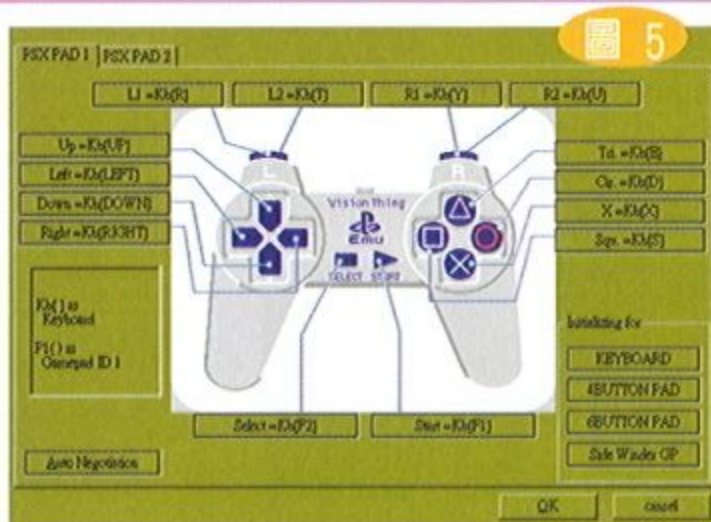 圖 5
PSX PAD 1 PSX PAD 2
L1 =Kb(R) L2 =Kb(T) R1 =Kb(Y) R2 =Kb(U)
Up =Kb(UP)
Left =Kb(LEFT)
Down =Kb(DOWN)
Right =Kb(RIGHT)
Tri. =Kb(E)
Cir. =Kb(D)
X =Kb(X)
Sqr. =Kb(S)
L R
Vision Thing
Emu
SELECT START
Kb( ) is
Keyboard
P1( ) is
Gamepad ID 1
Initializing for
KEYBOARD
4BUTTON PAD
6BUTTON PAD
Side Winder GP
Select =Kb(F2) Start =Kb(F1)
Auto Negotiation
OK cancel